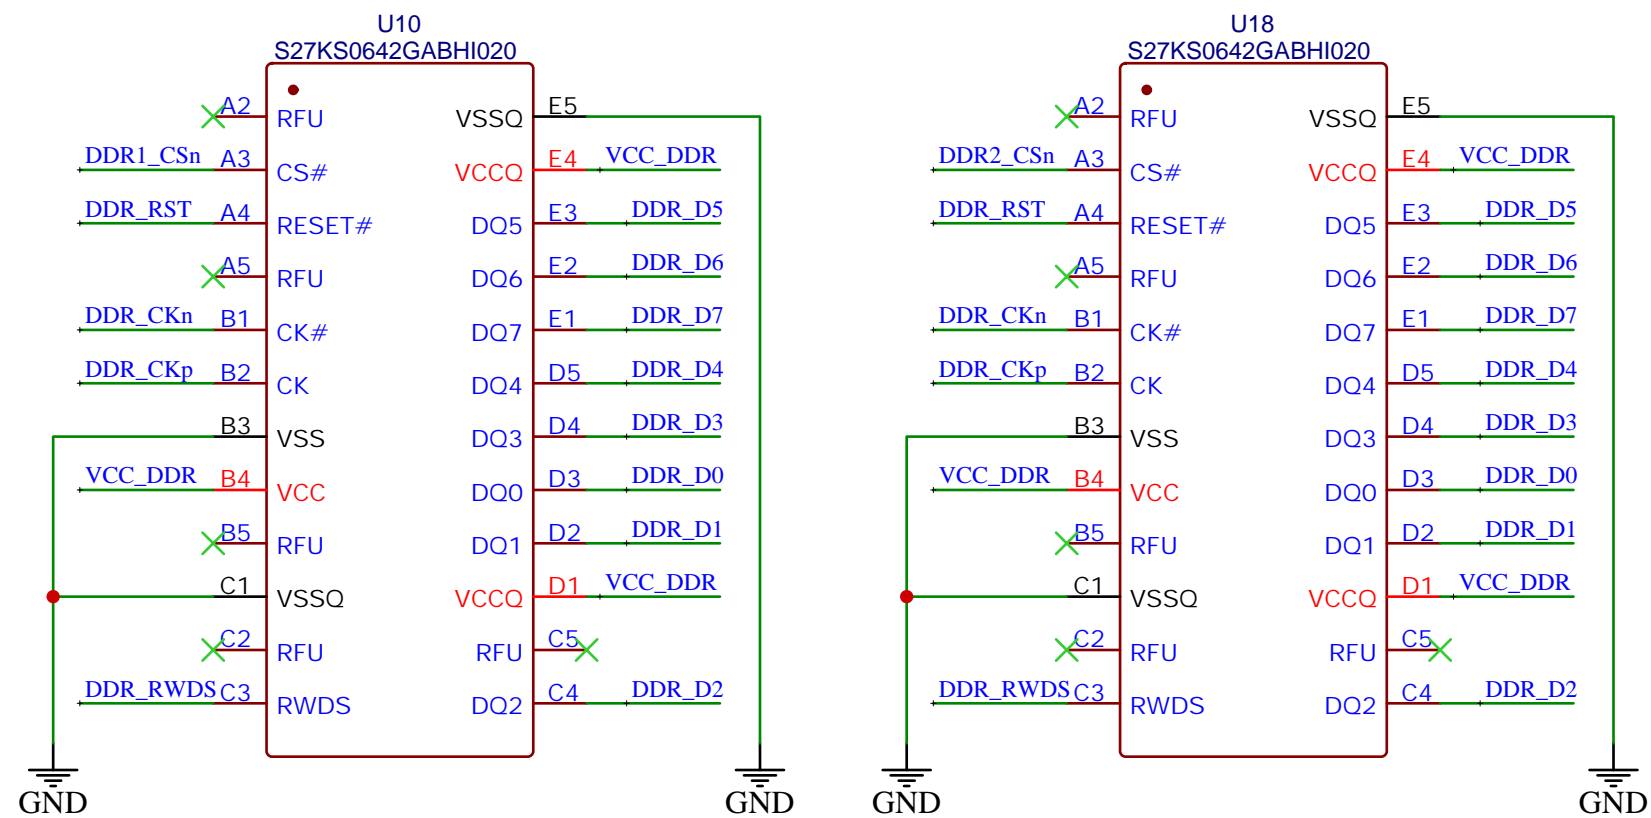 U10
S27KS0642GABHI020
A2 RFU VSSQ E5
DDR1_CSn A3 CS# VCCQ E4 VCC_DDR
DDR_RST A4 RESET# DQ5 E3 DDR_D5
A5 RFU DQ6 E2 DDR_D6
DDR_CKn B1 CK# DQ7 E1 DDR_D7
DDR_CKp B2 CK DQ4 D5 DDR_D4
B3 VSS DQ3 D4 DDR_D3
VCC_DDR B4 VCC DQ0 D3 DDR_D0
B5 RFU DQ1 D2 DDR_D1
C1 VSSQ VCCQ D1 VCC_DDR
C2 RFU RFU C5
DDR_RWDS C3 RWDS DQ2 C4 DDR_D2
GND GND
U18
S27KS0642GABHI020
A2 RFU VSSQ E5
DDR2_CSn A3 CS# VCCQ E4 VCC_DDR
DDR_RST A4 RESET# DQ5 E3 DDR_D5
A5 RFU DQ6 E2 DDR_D6
DDR_CKn B1 CK# DQ7 E1 DDR_D7
DDR_CKp B2 CK DQ4 D5 DDR_D4
B3 VSS DQ3 D4 DDR_D3
VCC_DDR B4 VCC DQ0 D3 DDR_D0
B5 RFU DQ1 D2 DDR_D1
C1 VSSQ VCCQ D1 VCC_DDR
C2 RFU RFU C5
DDR_RWDS C3 RWDS DQ2 C4 DDR_D2
GND GND